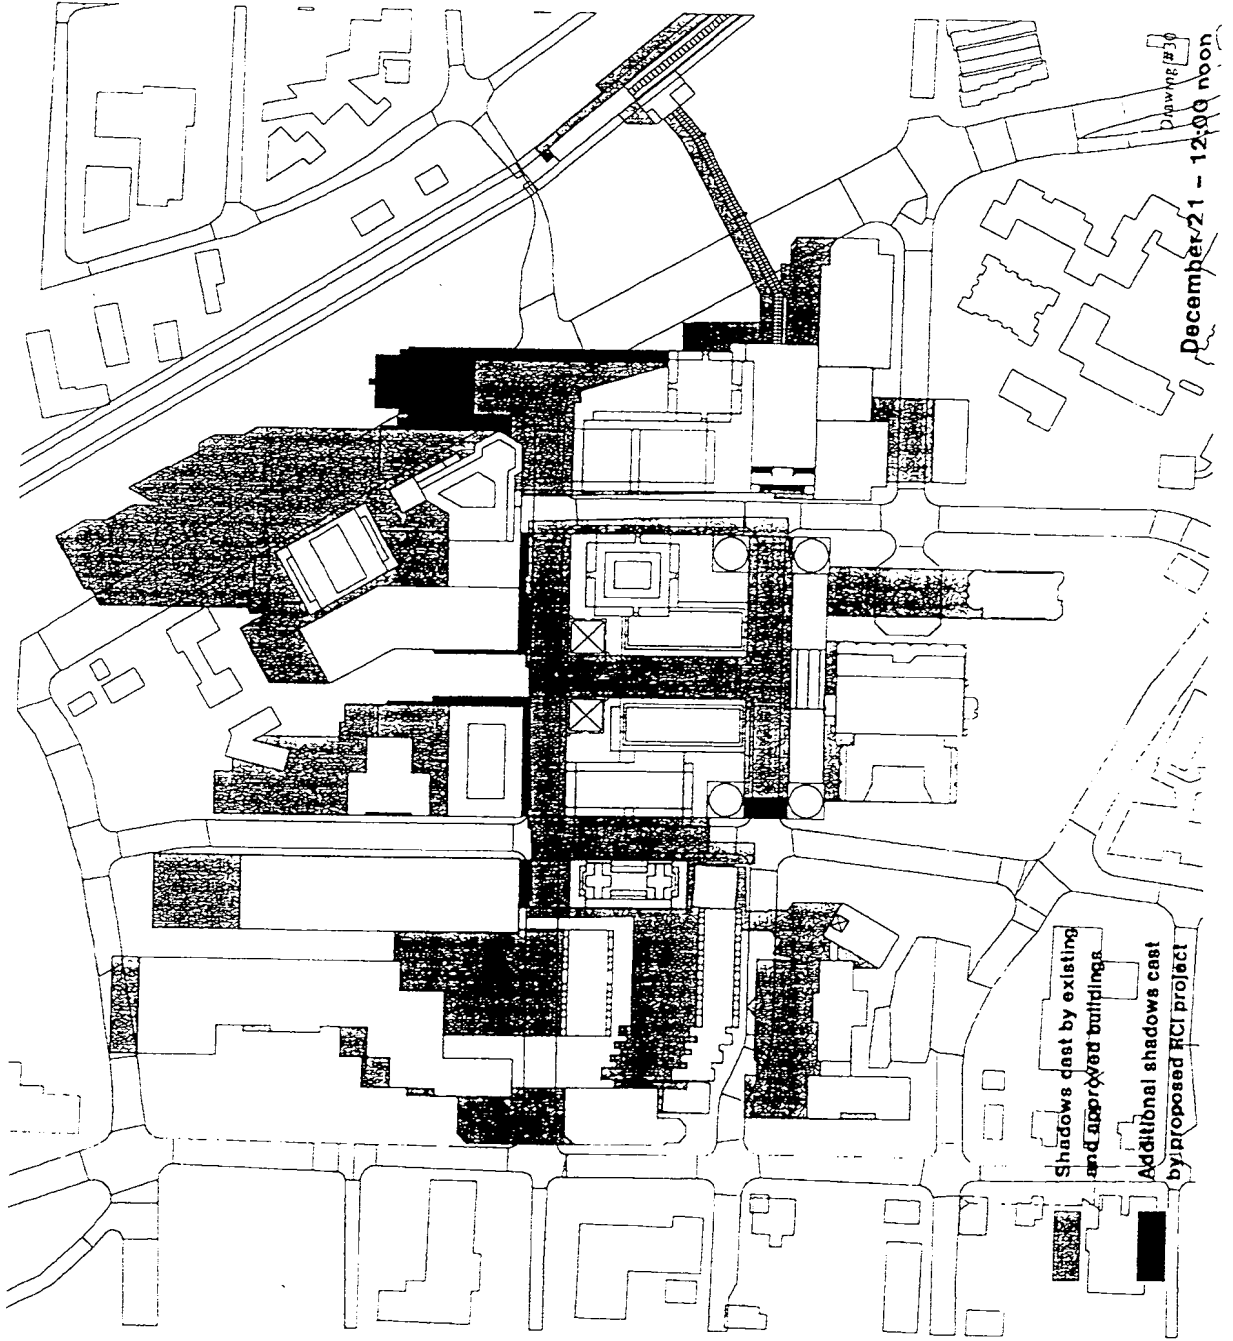 Drawing #30
December/21 – 12:00 noon
Shadows cast by existing
and approved buildings
Additional shadows cast
by proposed RCI project